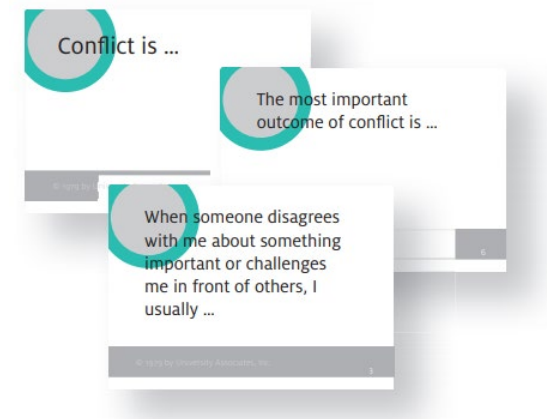 Conflict is ...
The most important
outcome of conflict is ...
6
When someone disagrees
with me about something
important or challenges
me in front of others, I
usually ...
© 1979 by University Associates, Inc.
3